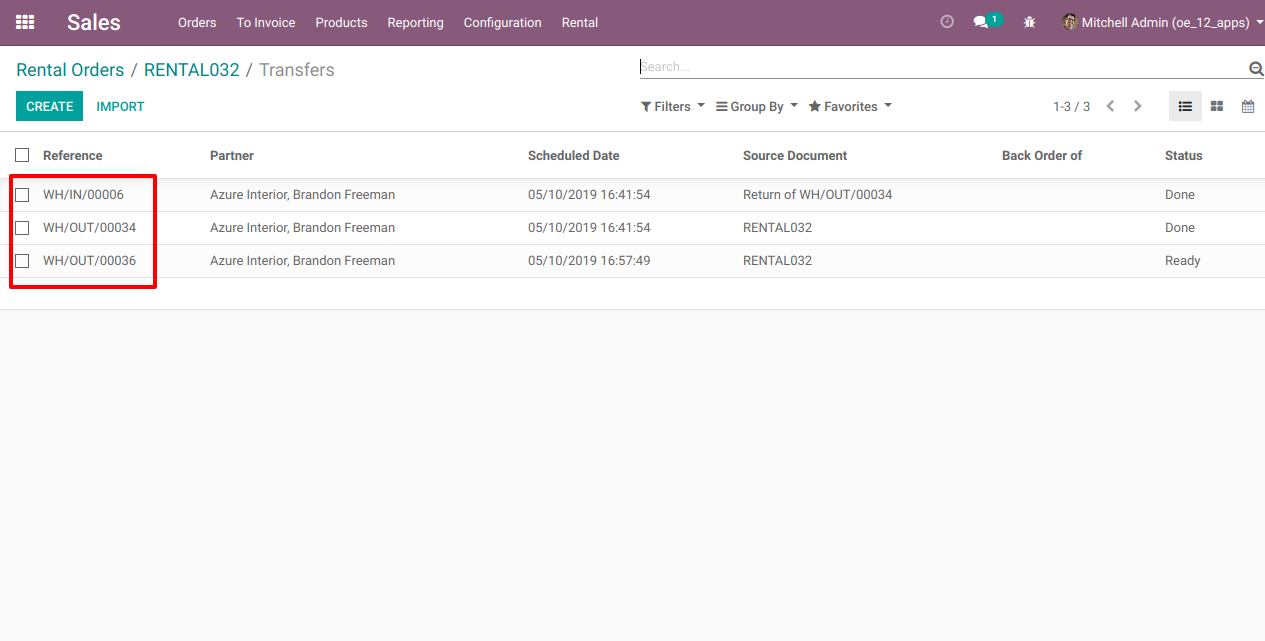 Sales Orders To Invoice Products Reporting Configuration Rental 1 Mitchell Admin (oe_12_apps)
Rental Orders / RENTAL032 / Transfers Search...
CREATE IMPORT Filters Group By Favorites 1-3 / 3
Reference Partner Scheduled Date Source Document Back Order of Status
WH/IN/00006 Azure Interior, Brandon Freeman 05/10/2019 16:41:54 Return of WH/OUT/00034 Done
WH/OUT/00034 Azure Interior, Brandon Freeman 05/10/2019 16:41:54 RENTAL032 Done
WH/OUT/00036 Azure Interior, Brandon Freeman 05/10/2019 16:57:49 RENTAL032 Ready